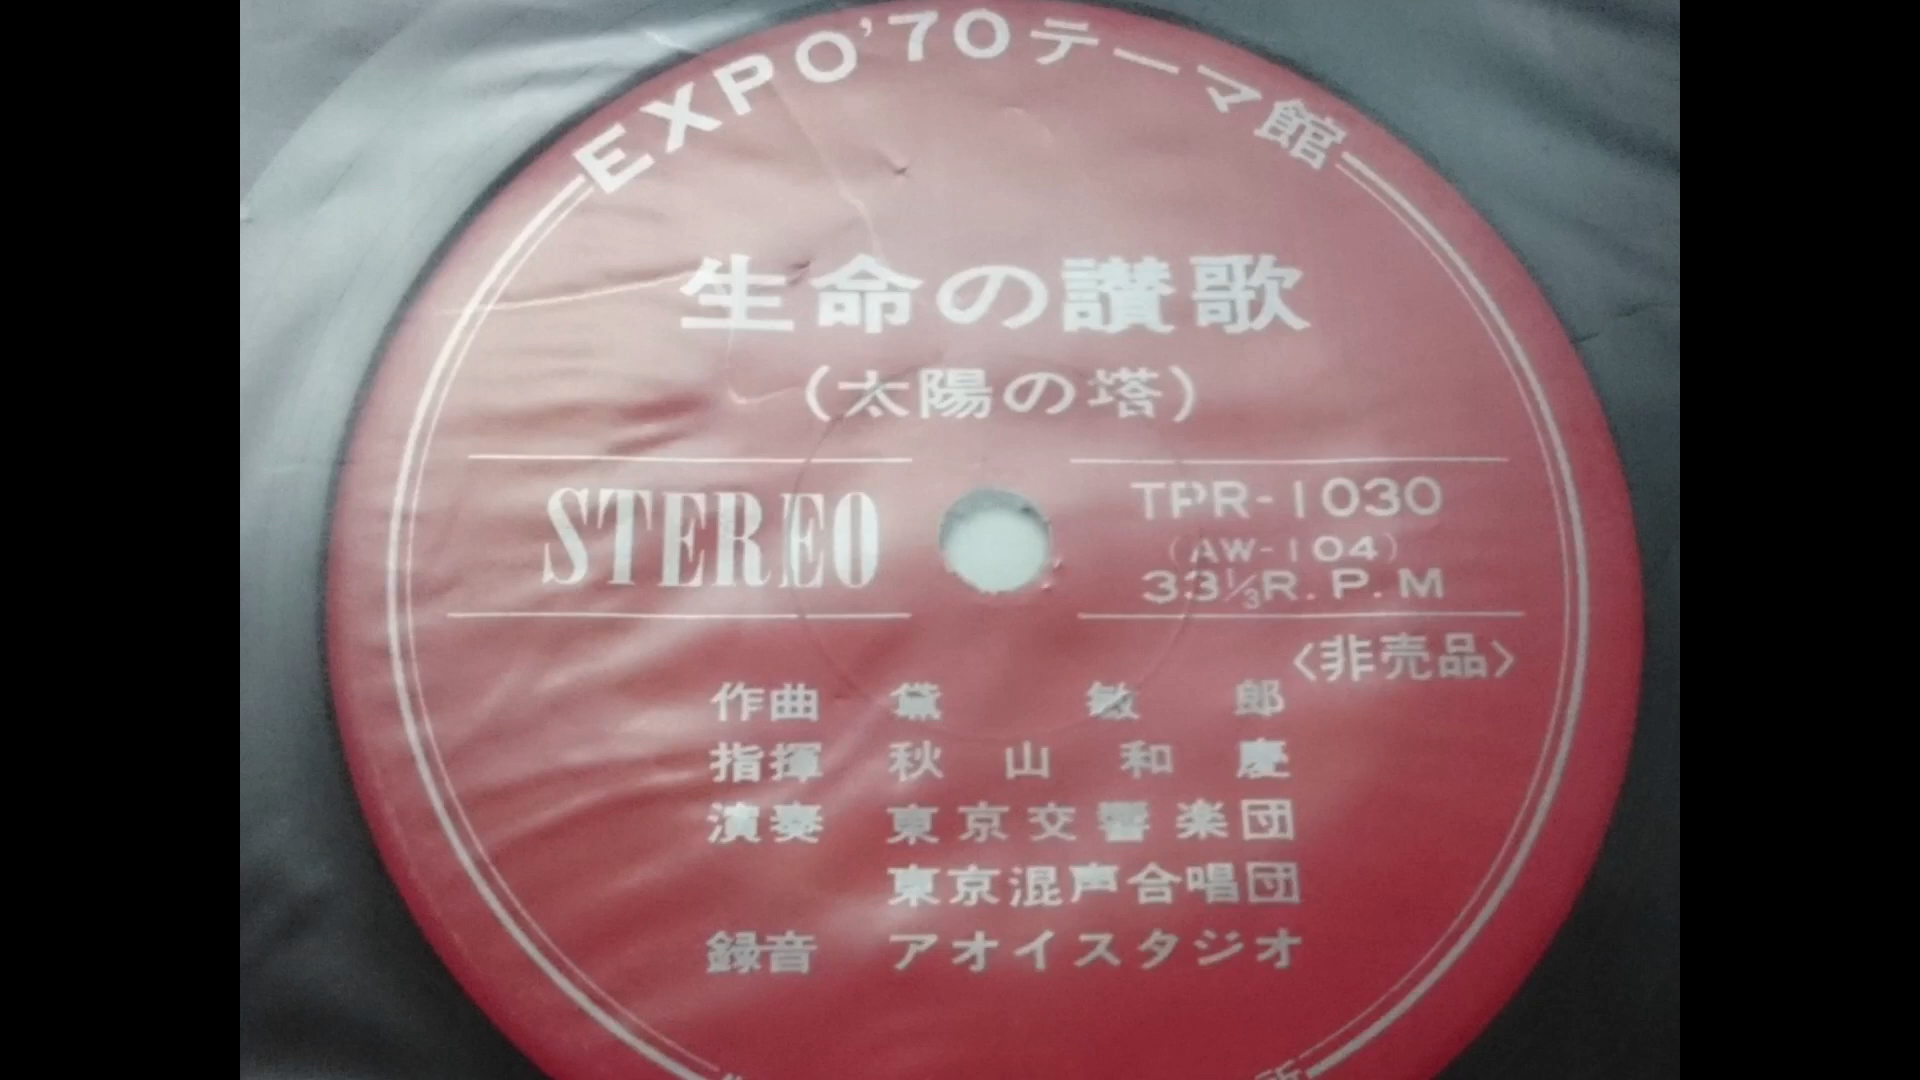 EXPO'70テーマ館
生命の讃歌
(太陽の塔)
STEREO
TPR-1030
(AW-104)
33⅓R.P.M
<非売品>
作曲 黛 敏 郎
指揮 秋山和慶
演奏 東京交響楽団
東京混声合唱団
録音 アオイスタジオ